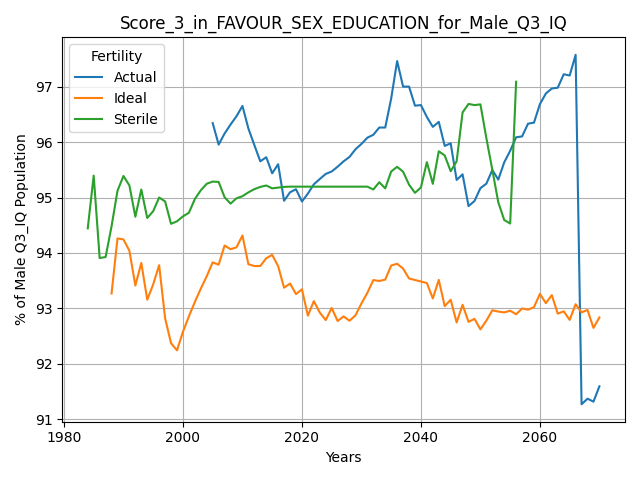 Score_3_in_FAVOUR_SEX_EDUCATION_for_Male_Q3_IQ
Fertility
Actual
Ideal
Sterile
% of Male Q3_IQ Population
97
96
95
94
93
92
91
1980
2000
2020
2040
2060
Years